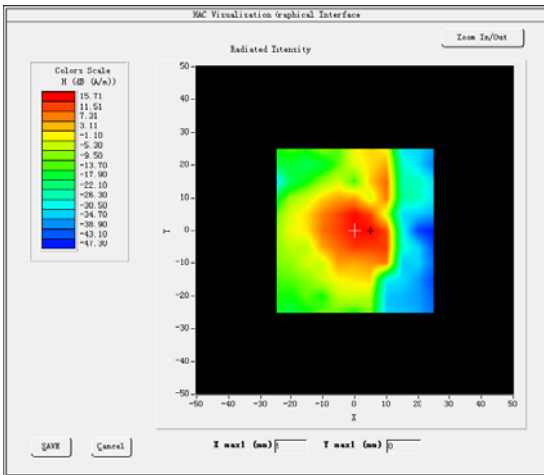 HAC Visualisation Graphical Interface
Zoom In/Out
Radiated Intensity
Colors Scale
H (dB (A/m))
15.71
11.51
7.31
3.11
-1.10
-5.30
-9.50
-13.70
-17.90
-22.10
-26.30
-30.50
-34.70
-38.90
-43.10
-47.30
50
40
30
20
10
0
-10
-20
-30
-40
-50
Y
-50 -40 -30 -20 -10 0 10 20 30 40 50
X
SAVE
Cancel
X max1 (mm) 5
Y max1 (mm) 0